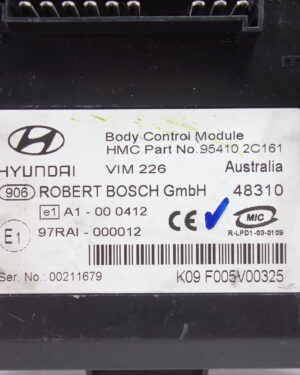 Body Control Module
HMC Part No. 95410 2C161
HYUNDAI VIM 226 Australia
906 ROBERT BOSCH GmbH 48310
e1 A1 - 00 0412
CE MIC
E1 97RAI -000012 R-LPD1-03-0109
Ser. No.: 00211679 K09 F005V00325